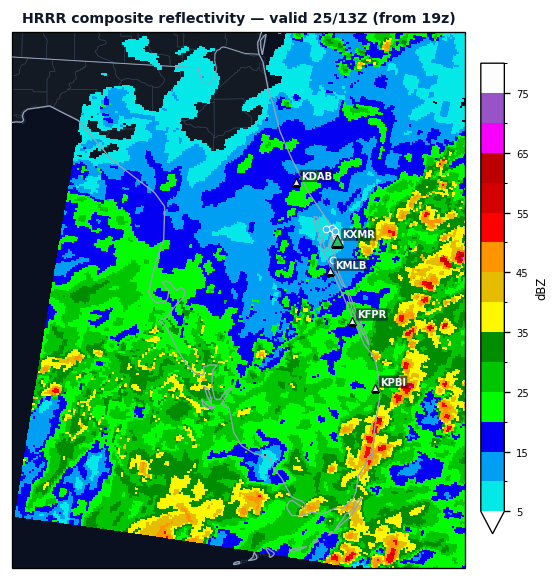 HRRR composite reflectivity — valid 25/13Z (from 19z)
75
65
55
45
35
25
15
5
dBZ
KDAB
KXMR
KMLB
KFPR
KPBI